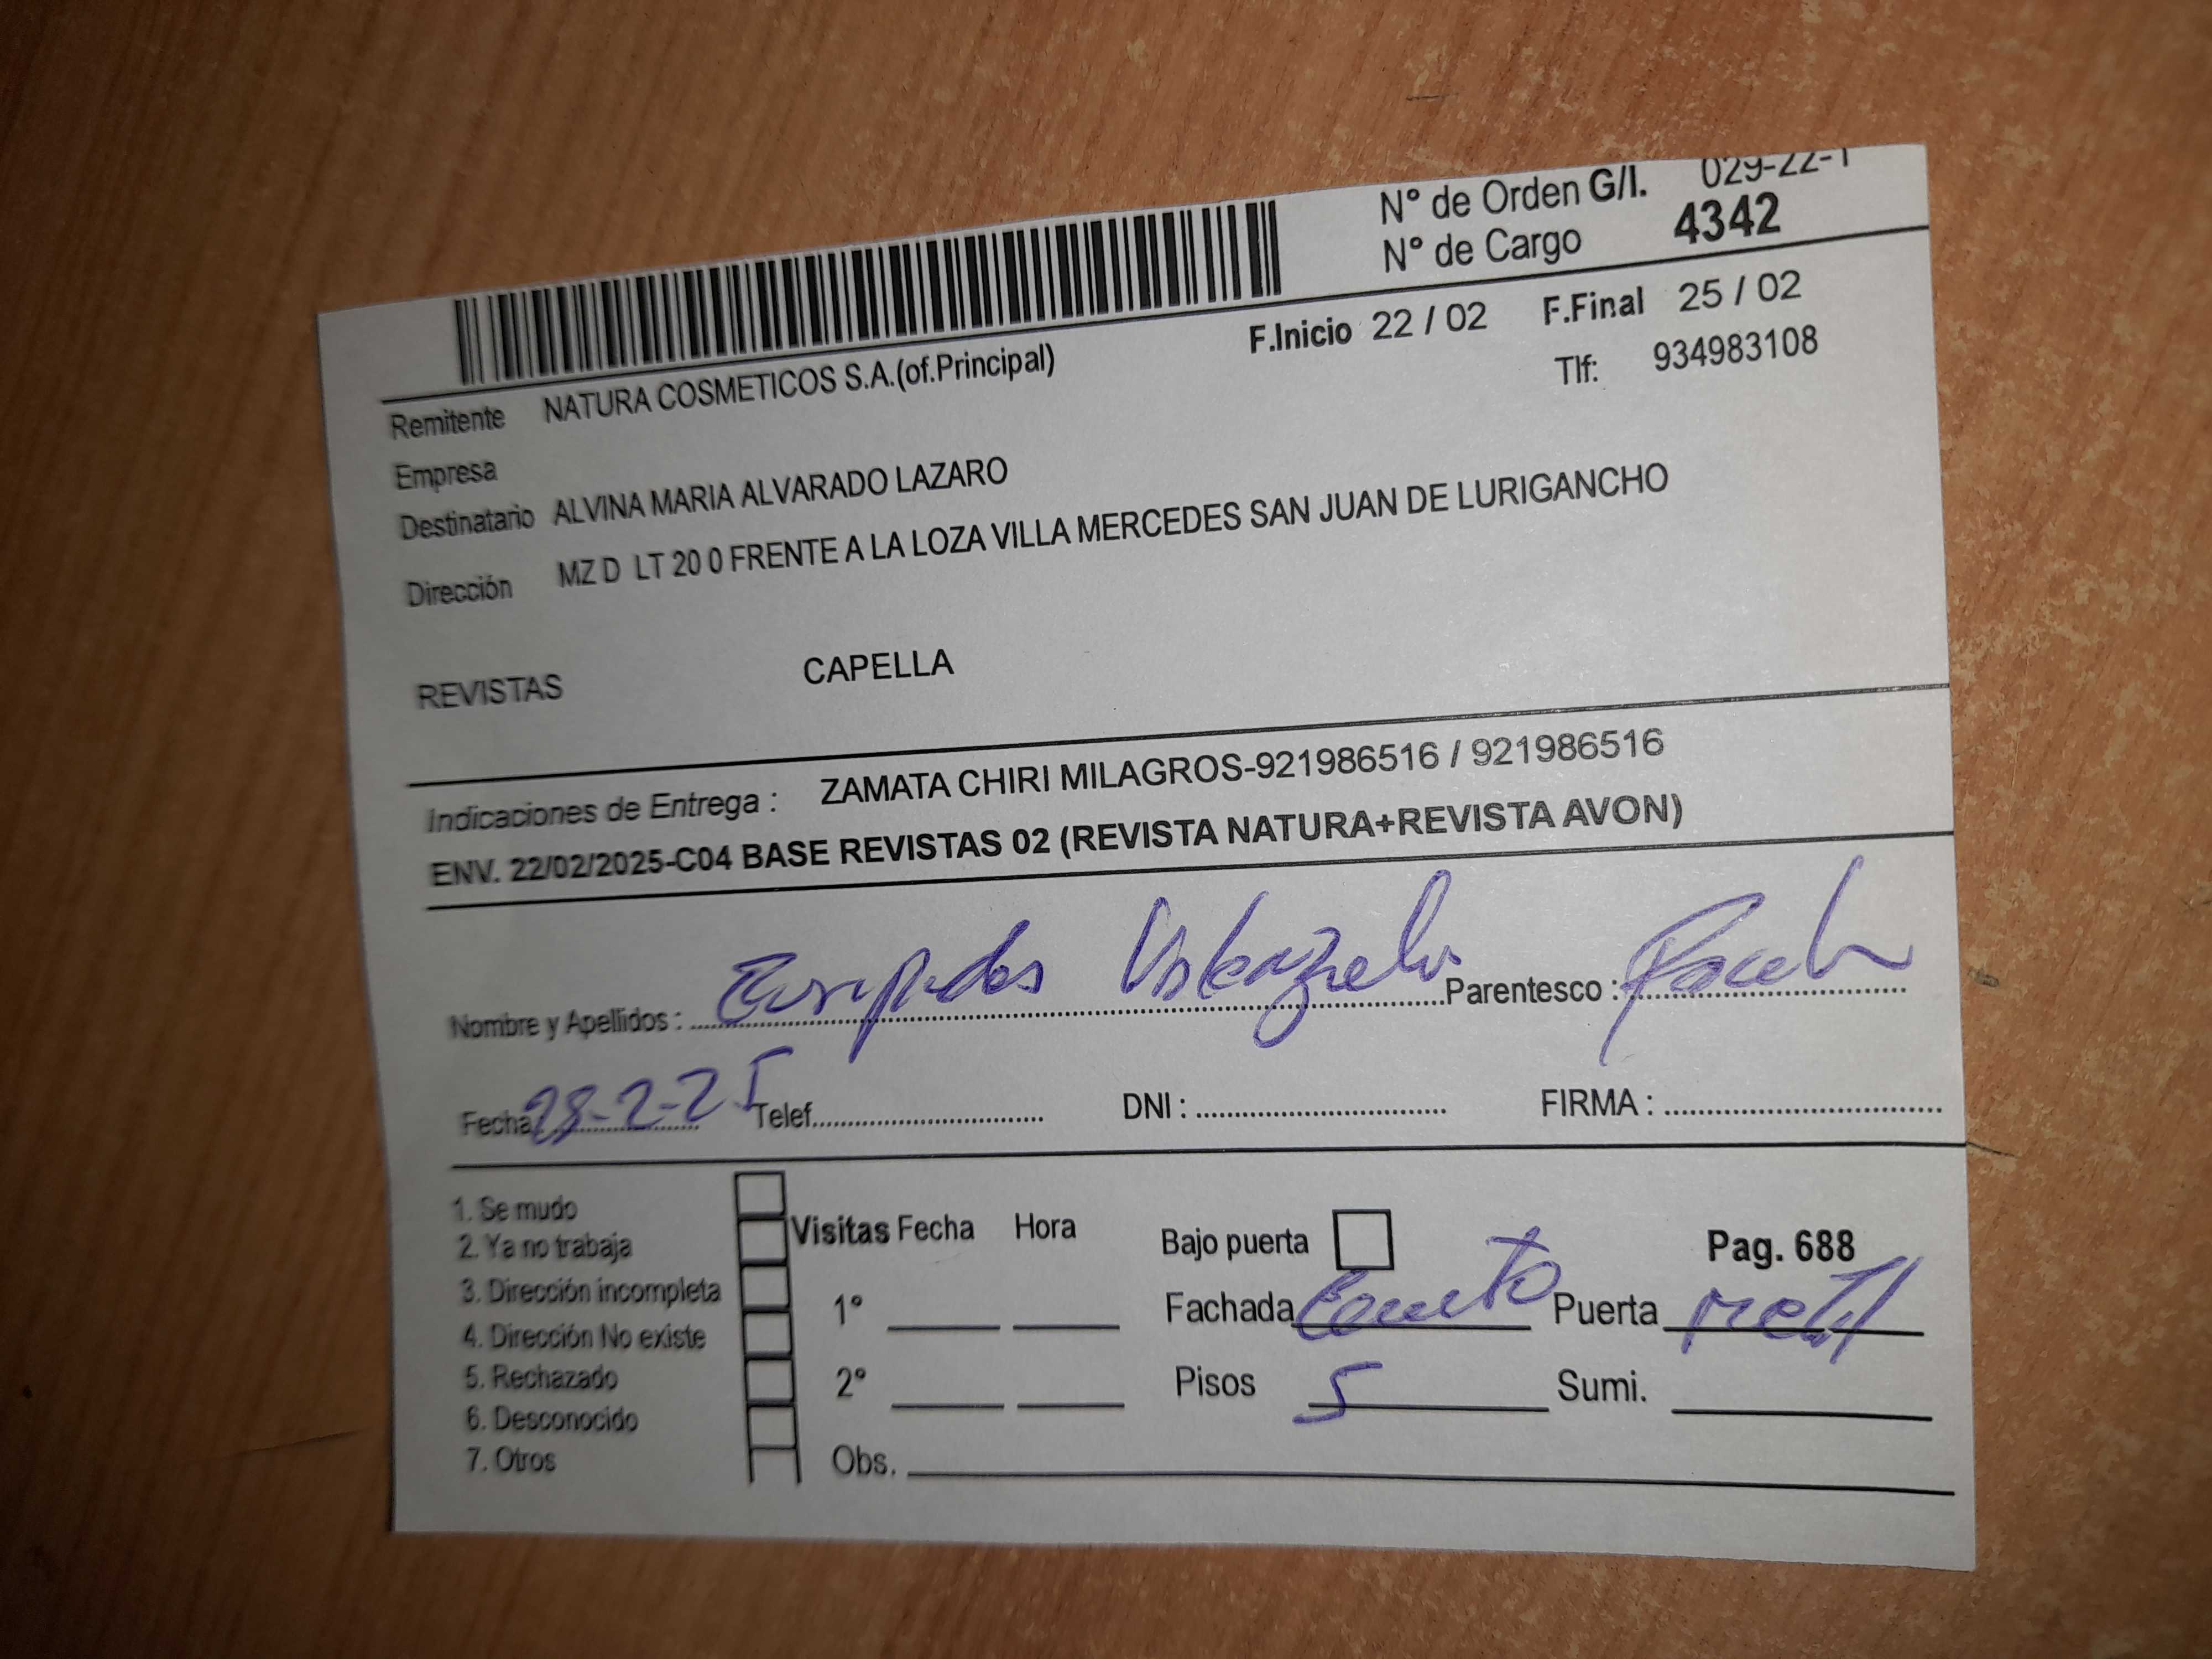 Nº de Orden G/I. 029-22-1
Nº de Cargo 4342
F.Inicio 22 / 02 F.Final 25 / 02
Remitente NATURA COSMETICOS S.A.(of.Principal) Tlf: 934983108
Empresa
Destinatario ALVINA MARIA ALVARADO LAZARO
Dirección MZ D LT 20 0 FRENTE A LA LOZA VILLA MERCEDES SAN JUAN DE LURIGANCHO
REVISTAS CAPELLA
Indicaciones de Entrega : ZAMATA CHIRI MILAGROS-921986516 / 921986516
ENV. 22/02/2025-C04 BASE REVISTAS 02 (REVISTA NATURA+REVISTA AVON)
Nombre y Apellidos : Valenzuela Parentesco :
Fecha: -2-25 Telef. DNI : FIRMA :
1. Se mudo
2. Ya no trabaja
3. Dirección incompleta
4. Dirección No existe
5. Rechazado
6. Desconocido
7. Otros
Visitas Fecha Hora
1°
2°
Obs.
Bajo puerta Pag. 688
Fachada Puerta Metal
Pisos 5 Sumi.